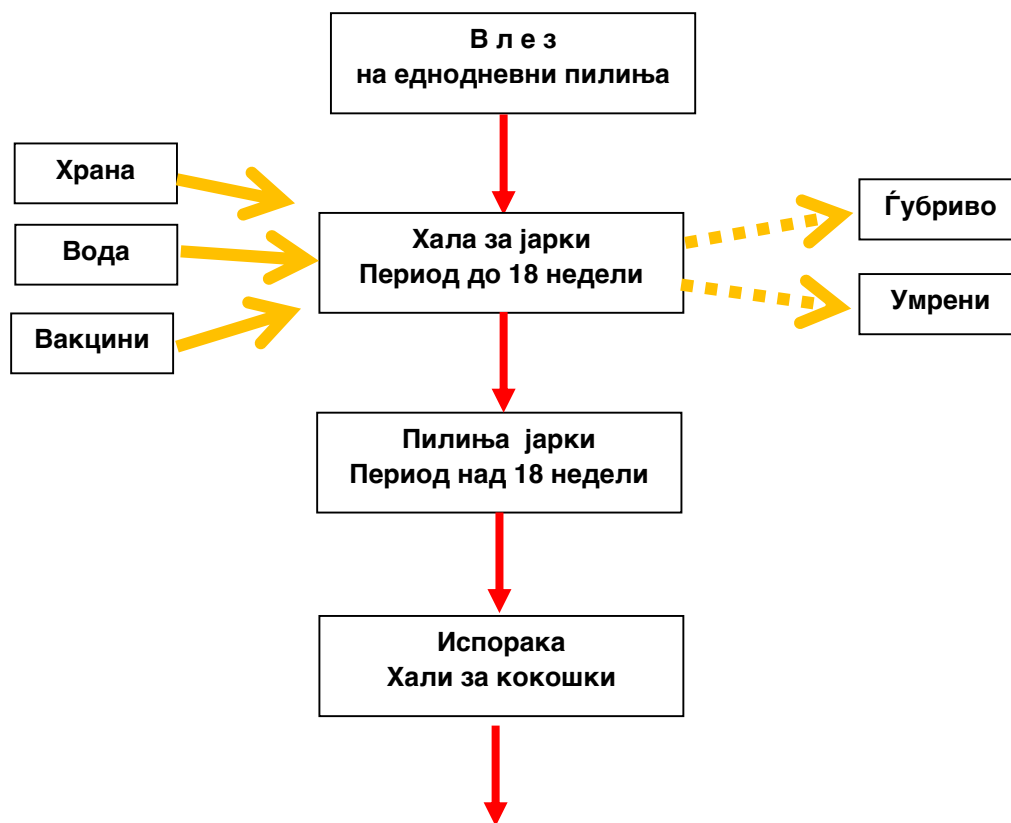 В л е з
на еднодневни пилиња
Храна
Вода
Вакцини
Хала за јарки
Период до 18 недели
Ѓубриво
Умрени
Пилиња јарки
Период над 18 недели
Испорака
Хали за кокошки